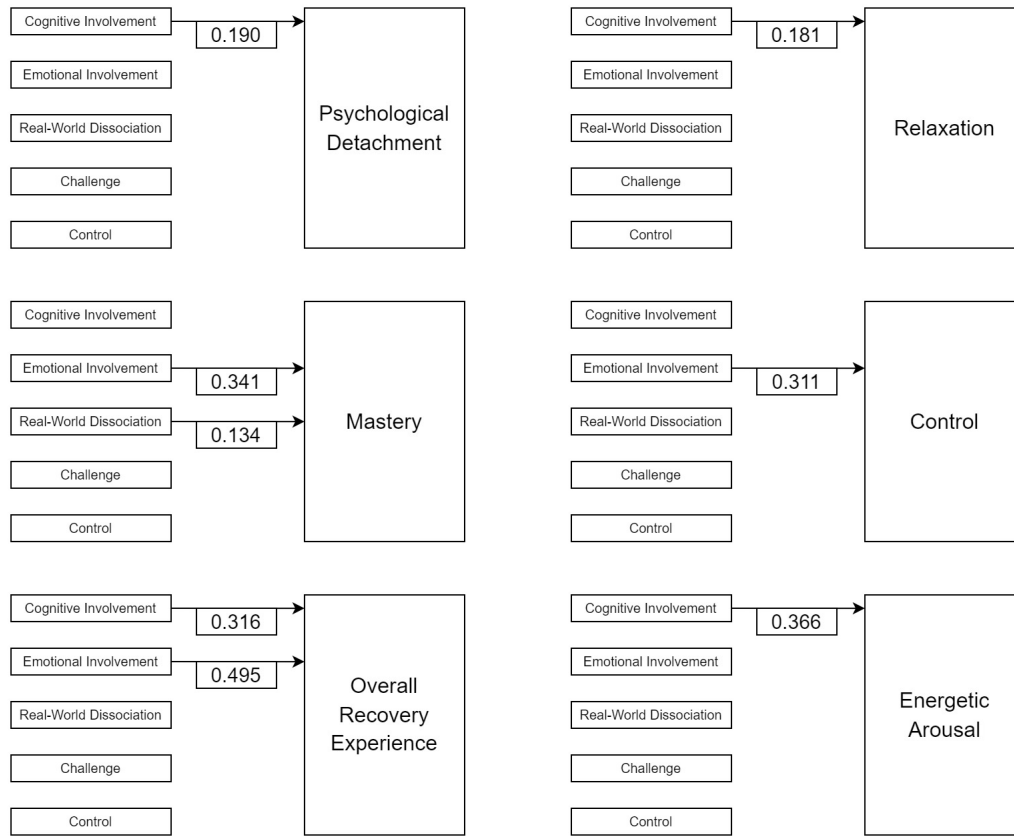 Cognitive Involvement
0.190
Emotional Involvement
Real-World Dissociation
Challenge
Control
Psychological
Detachment
Cognitive Involvement
0.181
Emotional Involvement
Real-World Dissociation
Challenge
Control
Relaxation
Cognitive Involvement
Emotional Involvement
0.341
Real-World Dissociation
0.134
Challenge
Control
Mastery
Cognitive Involvement
Emotional Involvement
0.311
Real-World Dissociation
Challenge
Control
Control
Cognitive Involvement
0.316
Emotional Involvement
0.495
Real-World Dissociation
Challenge
Control
Overall
Recovery
Experience
Cognitive Involvement
0.366
Emotional Involvement
Real-World Dissociation
Challenge
Control
Energetic
Arousal